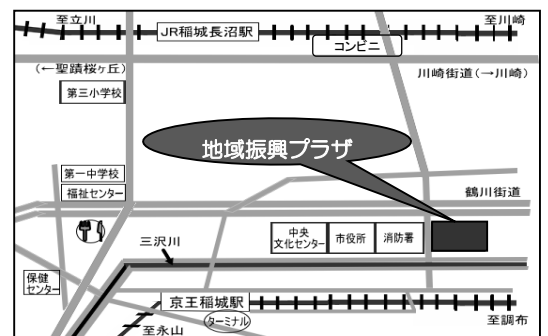 至立川
至川崎
JR稲城長沼駅
コンビニ
(←聖蹟桜ヶ丘)
川崎街道(→川崎)
第三小学校
地域振興プラザ
第一中学校
福祉センター
鶴川街道
中央
文化センター
市役所
消防署
三沢川
保健
センター
京王稲城駅
ターミナル
至永山
至調布